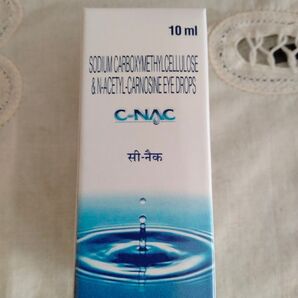 10 ml
SODIUM CARBOXYMETHYLCELLULOSE
& N-ACETYL-CARNOSINE EYE DROPS
C-NAC
सी-नैक